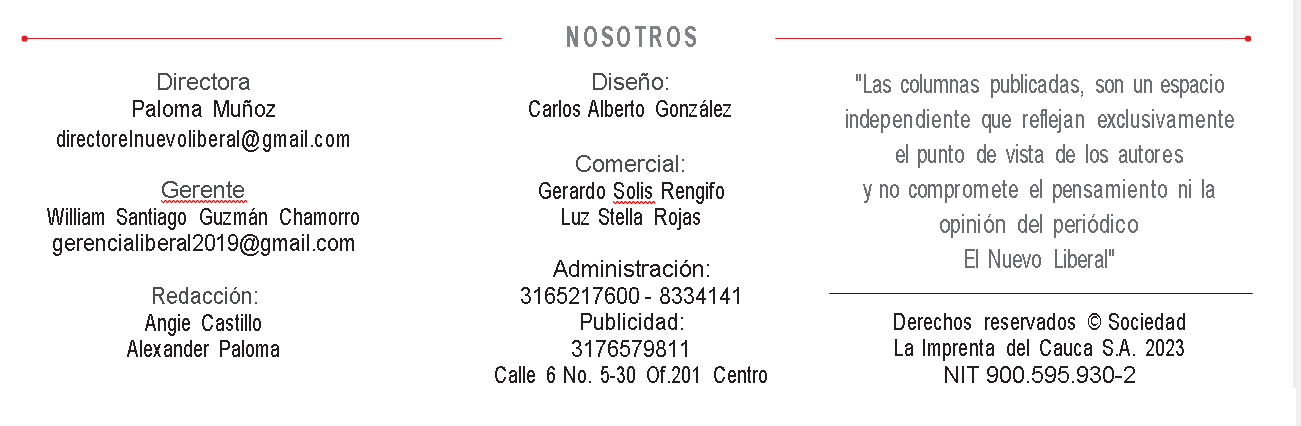 NOSOTROS
Directora
Paloma Muñoz
directorelnuevoliberal@gmail.com
Gerente
William Santiago Guzmán Chamorro
gerencialiberal2019@gmail.com
Redacción:
Angie Castillo
Alexander Paloma
Diseño:
Carlos Alberto González
Comercial:
Gerardo Solis Rengifo
Luz Stella Rojas
Administración:
3165217600 - 8334141
Publicidad:
3176579811
Calle 6 No. 5-30 Of.201 Centro
"Las columnas publicadas, son un espacio
independiente que reflejan exclusivamente
el punto de vista de los autores
y no compromete el pensamiento ni la
opinión del periódico
El Nuevo Liberal"
Derechos reservados © Sociedad
La Imprenta del Cauca S.A. 2023
NIT 900.595.930-2